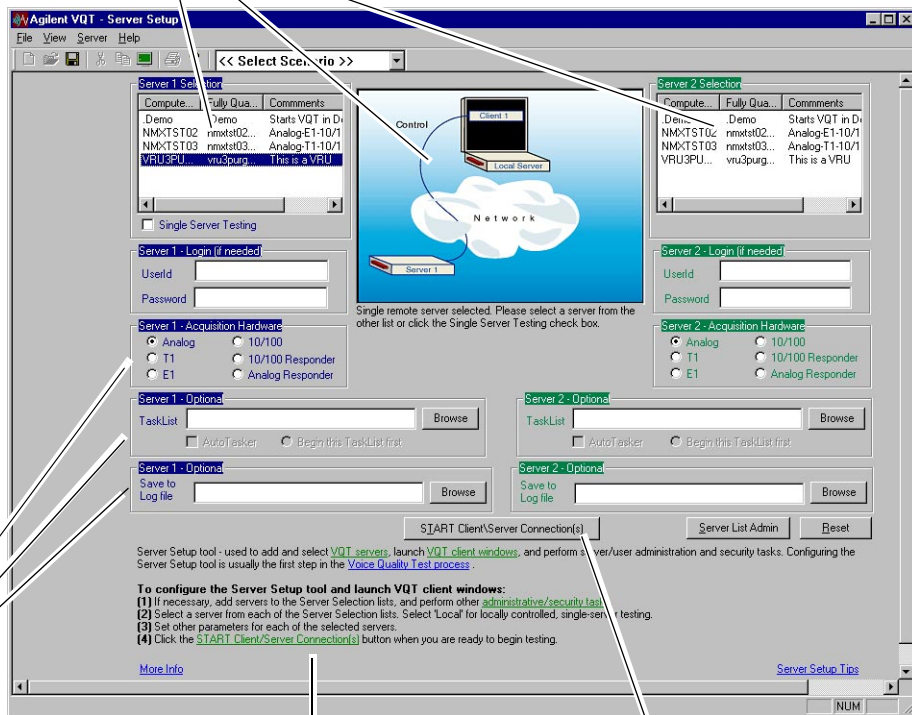 Agilent VQT - Server Setup
File View Server Help
<< Select Scenario >>
Server 1 Selection
Compute... Fully Qua... Commments
.Demo .Demo Starts VQT in De
NMXTST02 nmxtst02... Analog-E1-10/1
NMXTST03 nmxtst03... Analog-T1-10/1
VRU3PU... vru3purg... This is a VRU
Single Server Testing
Control
Client 1
Local Server
Network
Server 1
Single remote server selected. Please select a server from the
other list or click the Single Server Testing check box.
Server 2 Selection
Compute... Fully Qua... Commments
.Demo .Demo Starts VQT in De
NMXTST02 nmxtst02... Analog-E1-10/1
NMXTST03 nmxtst03... Analog-T1-10/1
VRU3PU... vru3purg... This is a VRU
Server 1 - Login (if needed)
UserId
Password
Server 2 - Login (if needed)
UserId
Password
Server 1 - Acquisition Hardware
Analog 10/100
T1 10/100 Responder
E1 Analog Responder
Server 2 - Acquisition Hardware
Analog 10/100
T1 10/100 Responder
E1 Analog Responder
Server 1 - Optional
TaskList Browse
AutoTasker Begin this TaskList first
Server 2 - Optional
TaskList Browse
AutoTasker Begin this TaskList first
Server 1 - Optional
Save to
Log file Browse
Server 2 - Optional
Save to
Log file Browse
START Client\Server Connection(s) Server List Admin Reset
Server Setup tool - used to add and select VQT servers, launch VQT client windows, and perform server/user administration and security tasks. Configuring the
Server Setup tool is usually the first step in the Voice Quality Test process .
To configure the Server Setup tool and launch VQT client windows:
(1) If necessary, add servers to the Server Selection lists, and perform other administrative/security tasks
(2) Select a server from each of the Server Selection lists. Select 'Local' for locally controlled, single-server testing.
(3) Set other parameters for each of the selected servers.
(4) Click the START Client/Server Connection(s) button when you are ready to begin testing.
More Info Server Setup Tips
NUM